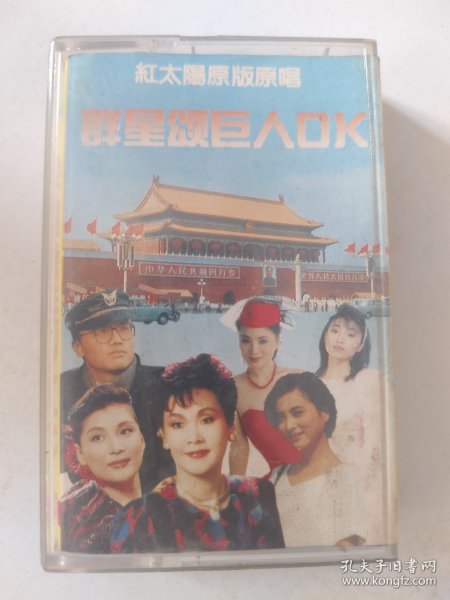 紅太陽原版原唱
群星颂巨人OK
中华人民共和国万岁
世界人民大团结万岁
孔夫子旧书网
www.kongfz.com